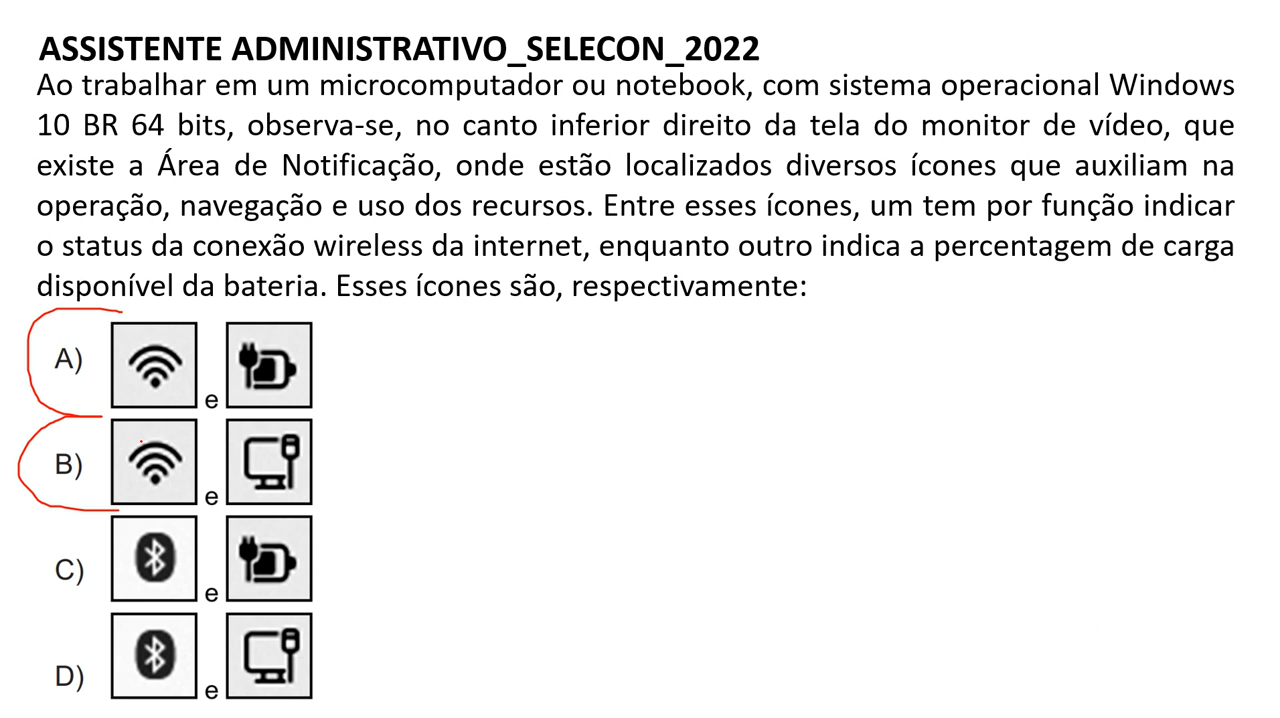 ASSISTENTE ADMINISTRATIVO_SELECON_2022
Ao trabalhar em um microcomputador ou notebook, com sistema operacional Windows
10 BR 64 bits, observa-se, no canto inferior direito da tela do monitor de vídeo, que
existe a Área de Notificação, onde estão localizados diversos ícones que auxiliam na
operação, navegação e uso dos recursos. Entre esses ícones, um tem por função indicar
o status da conexão wireless da internet, enquanto outro indica a percentagem de carga
disponível da bateria. Esses ícones são, respectivamente:
A) e
B) e
C) e
D) e